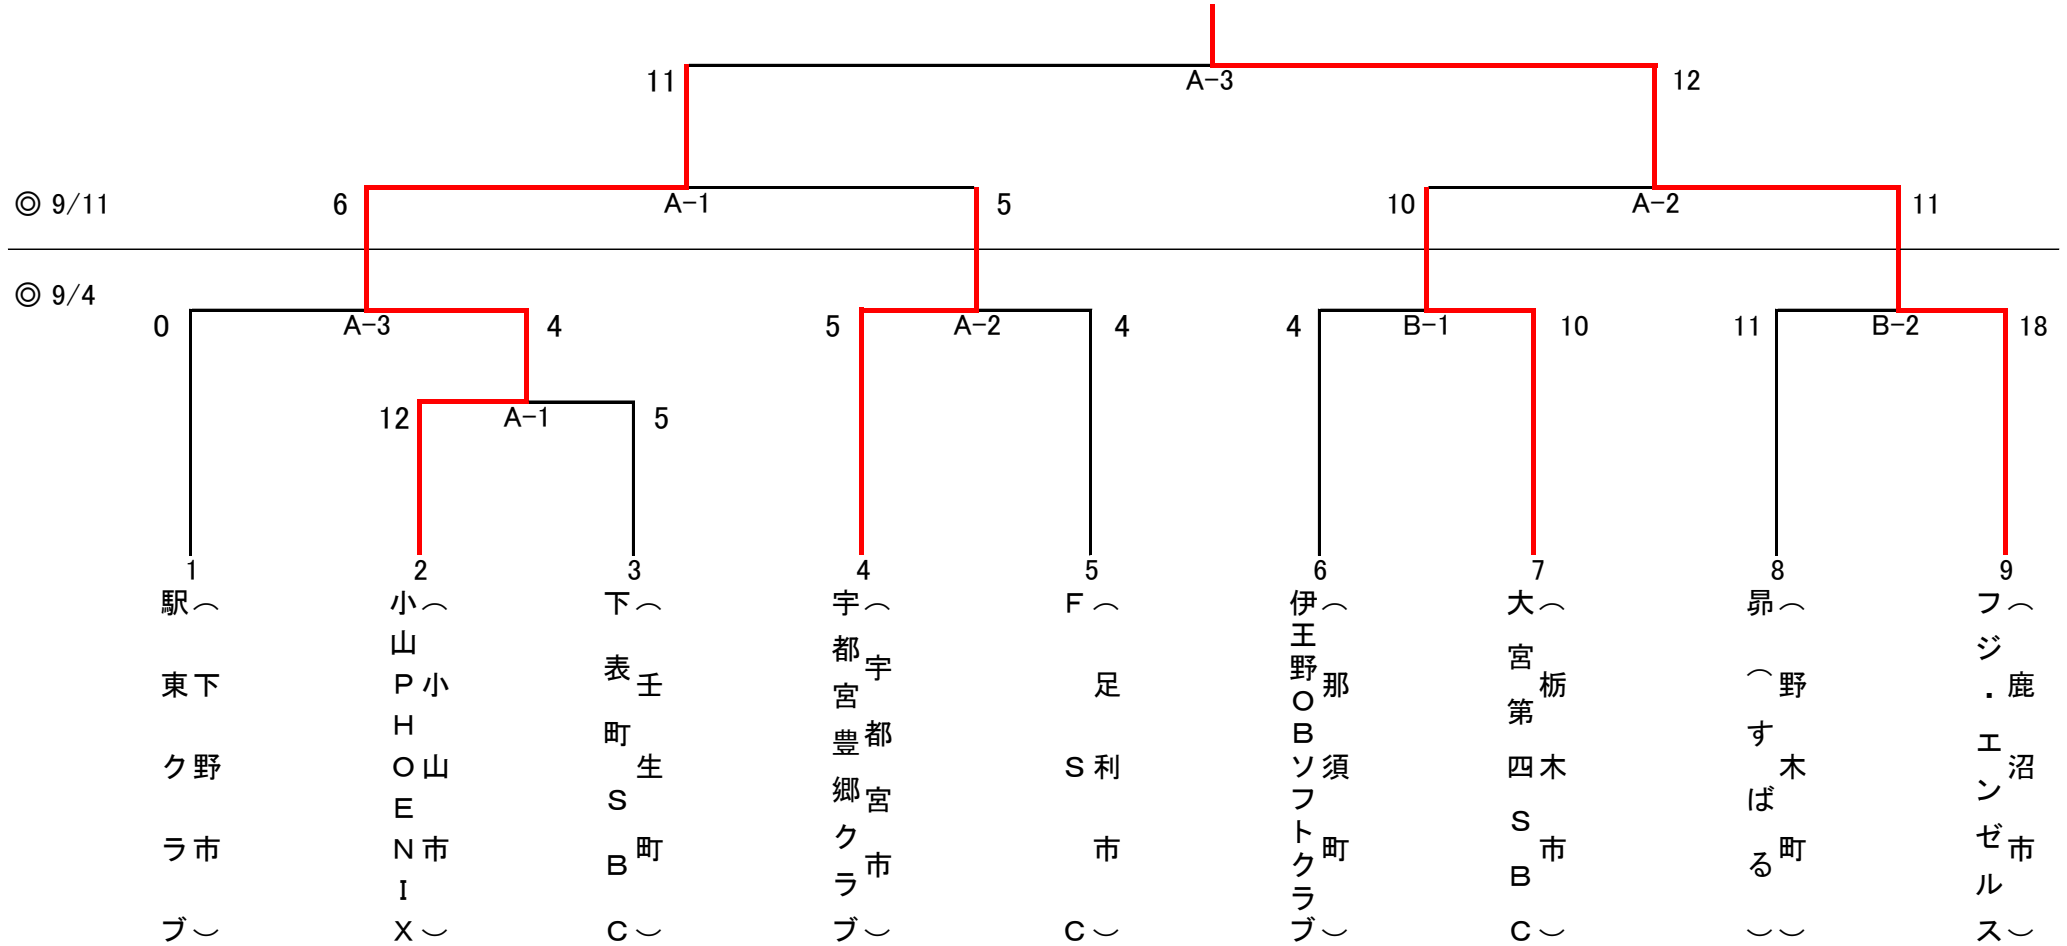 11 A-3 12
◎ 9/11 6 A-1 5 10 A-2 11
◎ 9/4
0 A-3 4 5 A-2 4 4 B-1 10 11 B-2 18
12 A-1 5
1 2 3 4 5 6 7 8 9
駅東クラブ
（下野市）
小山PHOENIX
（小山市）
下表町SBC
（壬生町）
宇都宮豊郷クラブ
（宇都宮市）
FSC
（足利市）
伊王野OBソフトクラブ
（那須町）
大宮第四SBC
（栃木市）
昴（すばる）
（野木町）
フジ・エンゼルス
（鹿沼市）